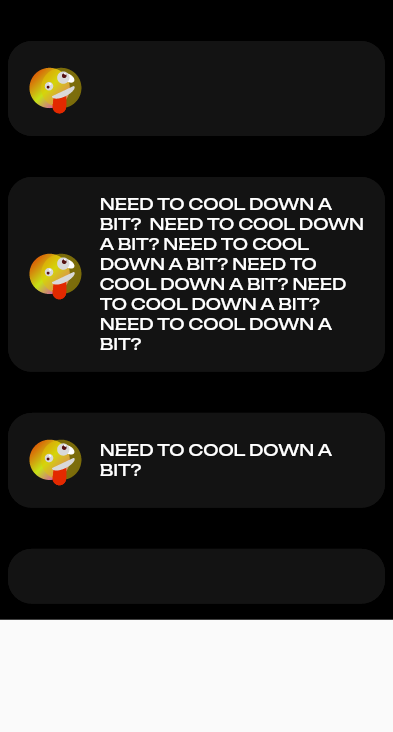 NEED TO COOL DOWN A
BIT?  NEED TO COOL DOWN
A BIT? NEED TO COOL
DOWN A BIT? NEED TO
COOL DOWN A BIT? NEED
TO COOL DOWN A BIT?
NEED TO COOL DOWN A
BIT?
NEED TO COOL DOWN A
BIT?